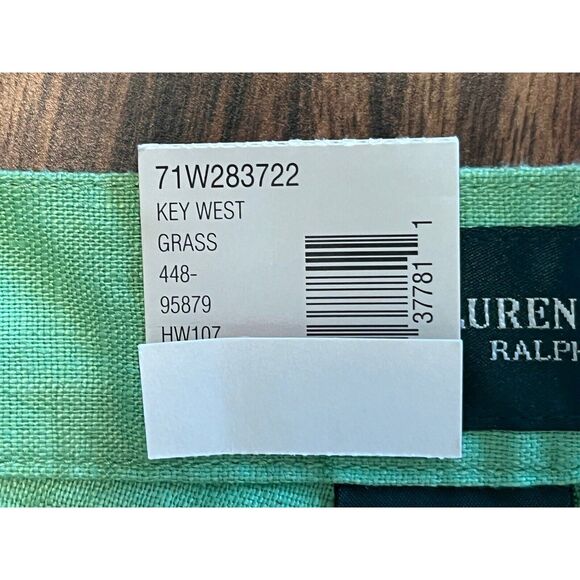 71W283722
KEY WEST
GRASS
448-
95879
HW107
37781 1
LAUREN
RALPH